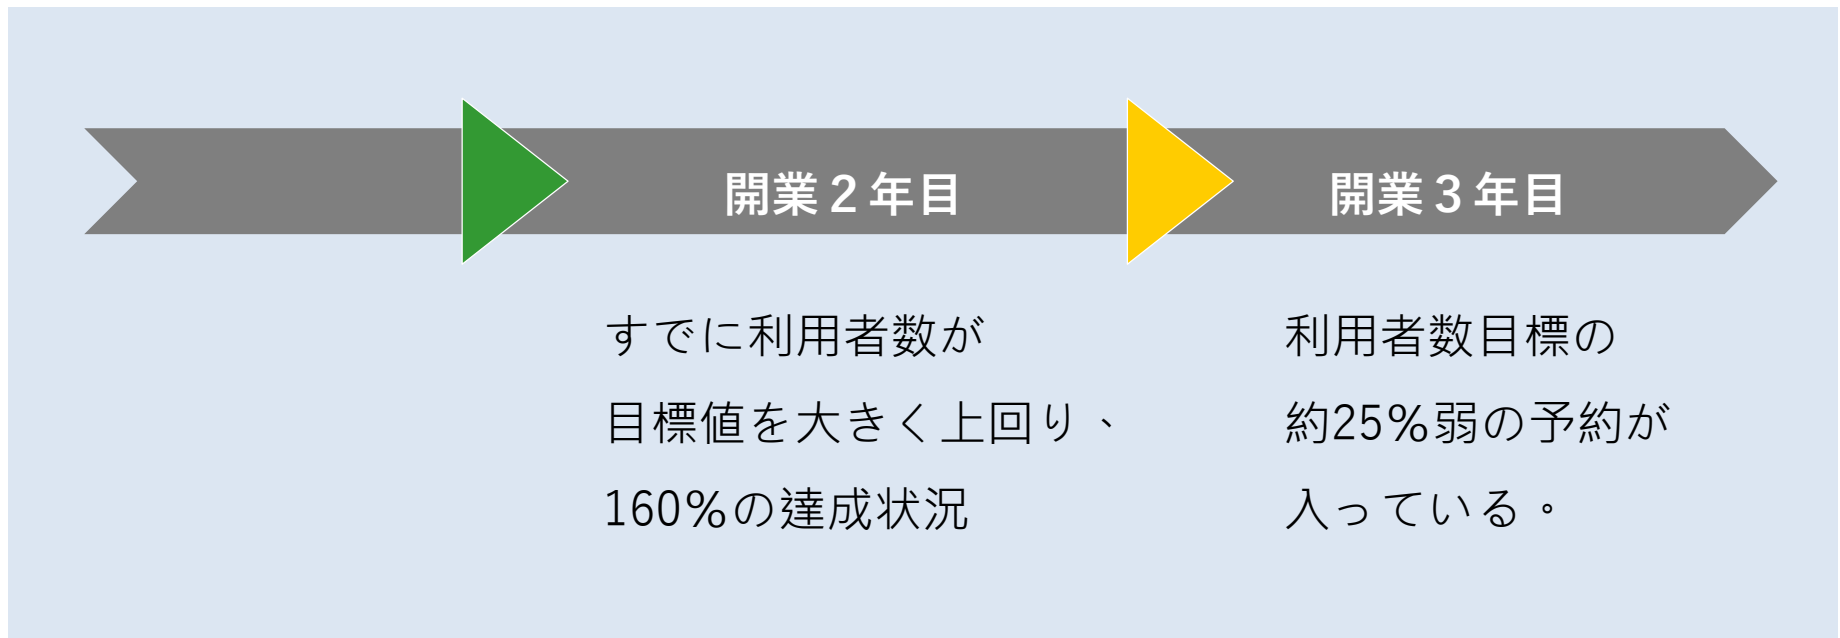 開業２年目
開業３年目
すでに利用者数が
目標値を大きく上回り、
160%の達成状況
利用者数目標の
約25%弱の予約が
入っている。